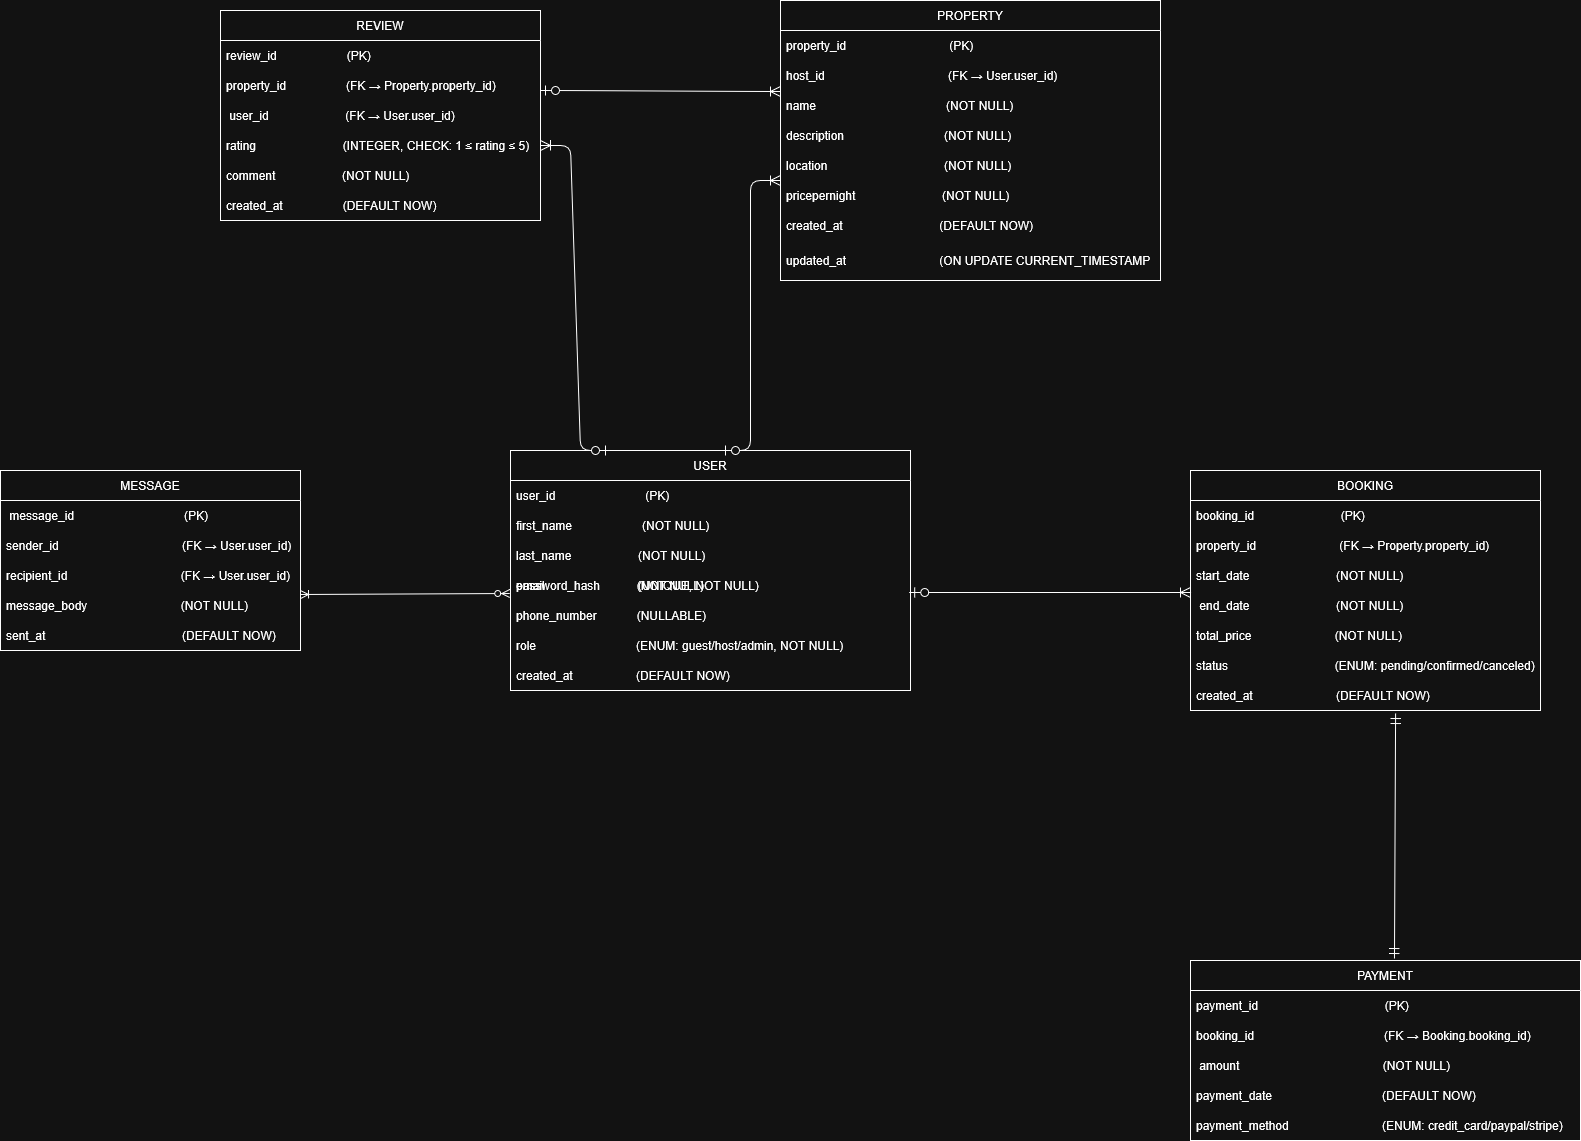 REVIEW
review_id (PK)
property_id (FK → Property.property_id)
user_id (FK → User.user_id)
rating (INTEGER, CHECK: 1 ≤ rating ≤ 5)
comment (NOT NULL)
created_at (DEFAULT NOW)
PROPERTY
property_id (PK)
host_id (FK → User.user_id)
name (NOT NULL)
description (NOT NULL)
location (NOT NULL)
pricepernight (NOT NULL)
created_at (DEFAULT NOW)
updated_at (ON UPDATE CURRENT_TIMESTAMP
MESSAGE
message_id (PK)
sender_id (FK → User.user_id)
recipient_id (FK → User.user_id)
message_body (NOT NULL)
sent_at (DEFAULT NOW)
USER
user_id (PK)
first_name (NOT NULL)
last_name (NOT NULL)
email (UNIQUE, NOT NULL)
password_hash (NOT NULL)
phone_number (NULLABLE)
role (ENUM: guest/host/admin, NOT NULL)
created_at (DEFAULT NOW)
BOOKING
booking_id (PK)
property_id (FK → Property.property_id)
start_date (NOT NULL)
end_date (NOT NULL)
total_price (NOT NULL)
status (ENUM: pending/confirmed/canceled)
created_at (DEFAULT NOW)
PAYMENT
payment_id (PK)
booking_id (FK → Booking.booking_id)
amount (NOT NULL)
payment_date (DEFAULT NOW)
payment_method (ENUM: credit_card/paypal/stripe)